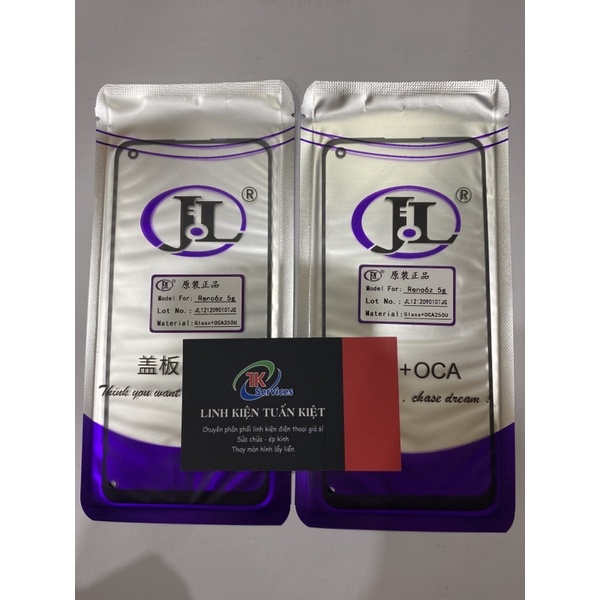 JL ®
原装正品
Model For: Reno6z 5g
Lot No.: JL1212090101JG
Material: Glass+OCA250U
盖板
Think you want
JL ®
原装正品
Model For: Reno6z 5g
Lot No.: JL1212090101JG
Material: Glass+OCA250U
+OCA
chase dream !
TK
Services
LINH KIỆN TUẤN KIỆT
Chuyên phân phối linh kiện điện thoại giá sỉ
Sửa chữa - ép kính
Thay màn hình lấy liền